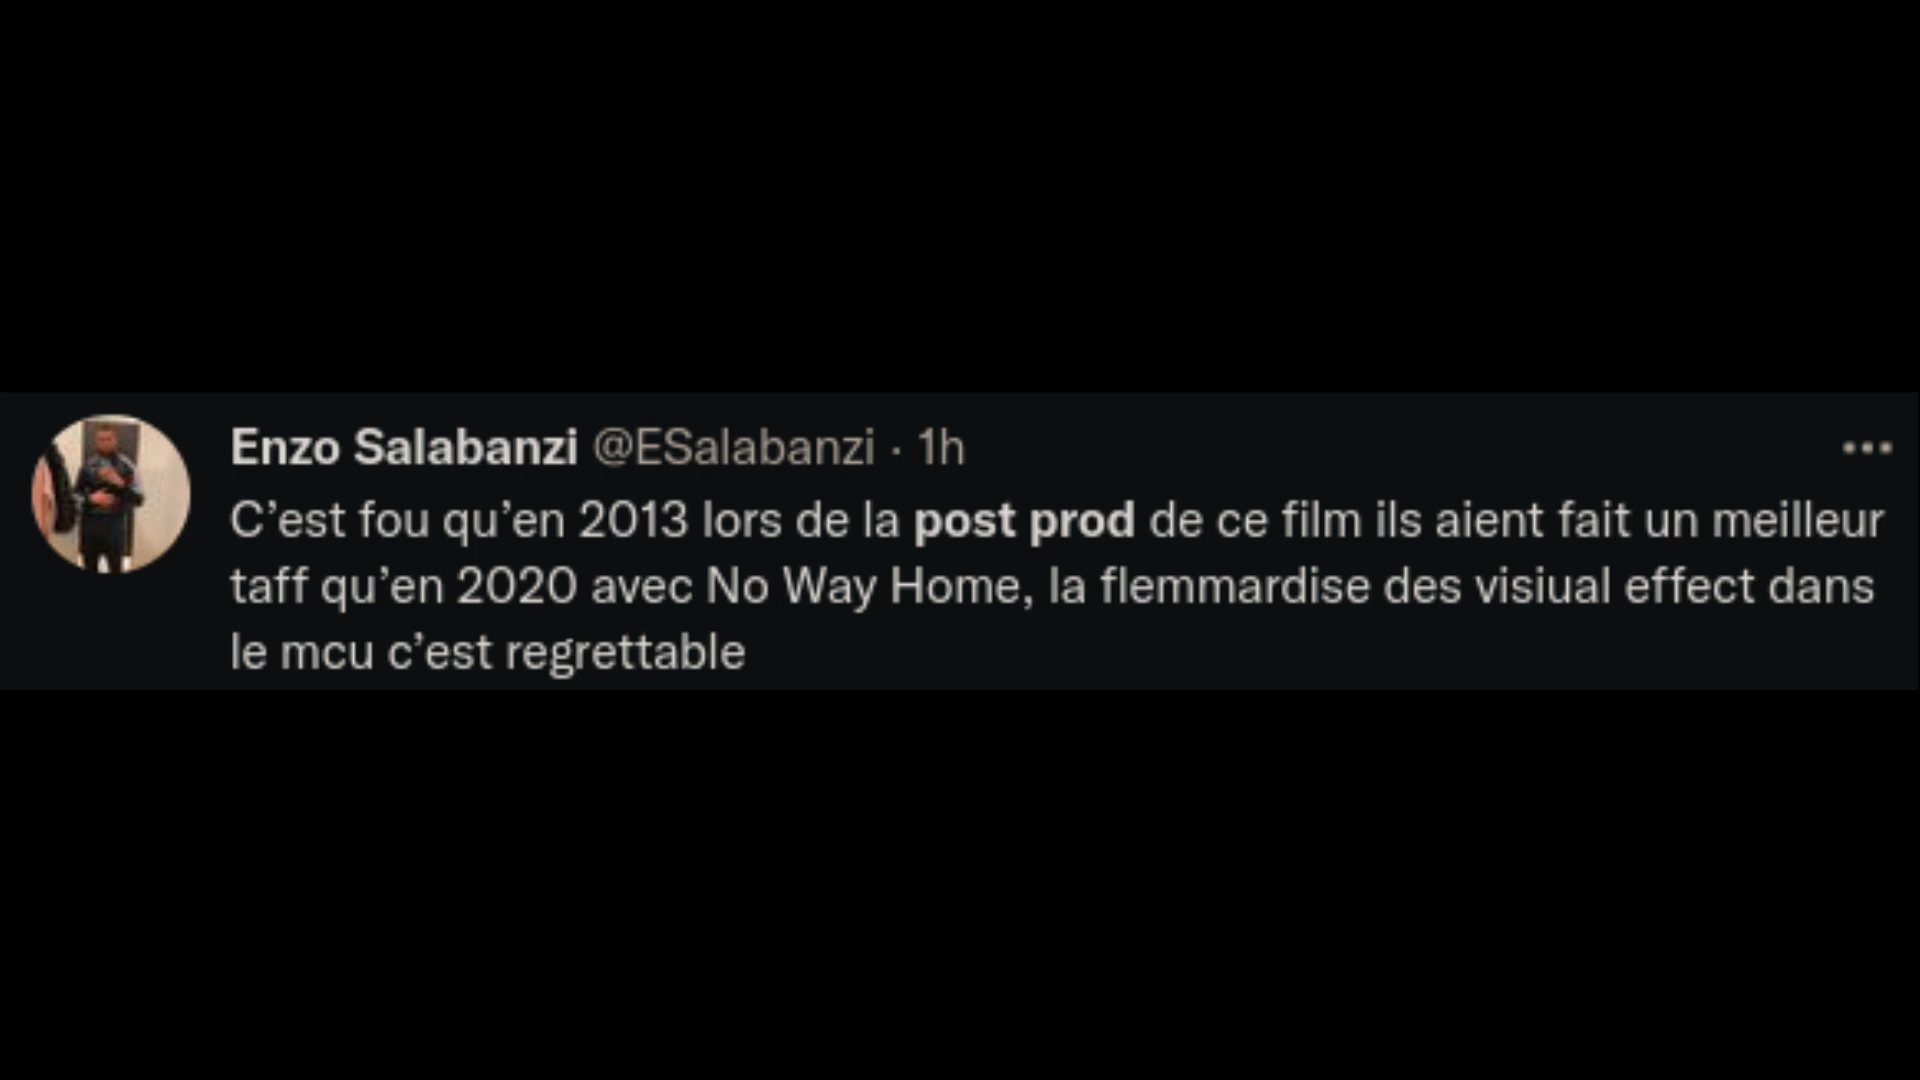 Enzo Salabanzi @ESalabanzi · 1h
C’est fou qu’en 2013 lors de la post prod de ce film ils aient fait un meilleur
taff qu’en 2020 avec No Way Home, la flemmardise des visiual effect dans
le mcu c’est regrettable